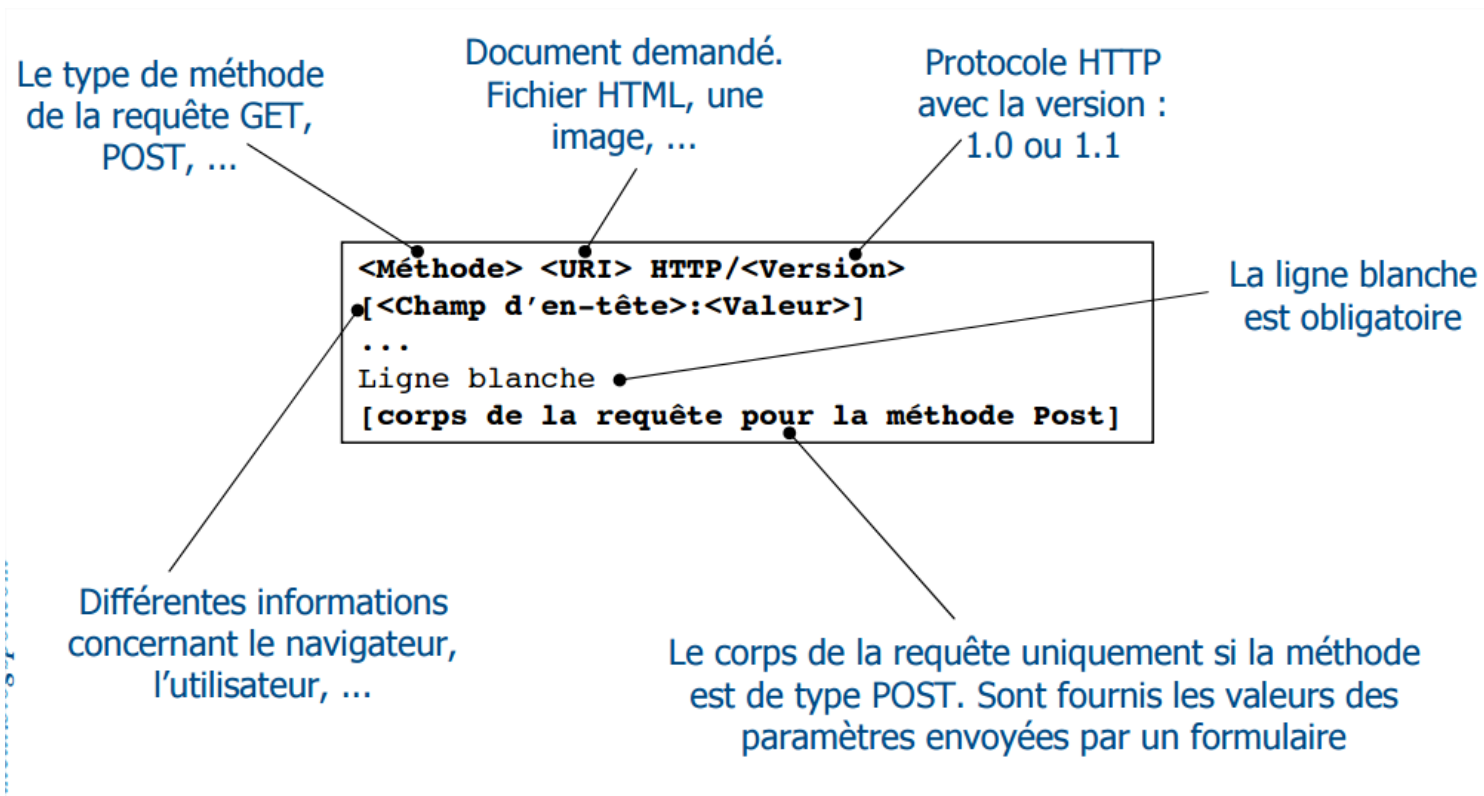 Le type de méthode
de la requête GET,
POST, ...
Document demandé.
Fichier HTML, une
image, ...
Protocole HTTP
avec la version :
1.0 ou 1.1
<Méthode> <URI> HTTP/<Version>
[<Champ d’en-tête>:<Valeur>]
...
Ligne blanche
[corps de la requête pour la méthode Post]
La ligne blanche
est obligatoire
Différentes informations
concernant le navigateur,
l’utilisateur, ...
Le corps de la requête uniquement si la méthode
est de type POST. Sont fournis les valeurs des
paramètres envoyées par un formulaire